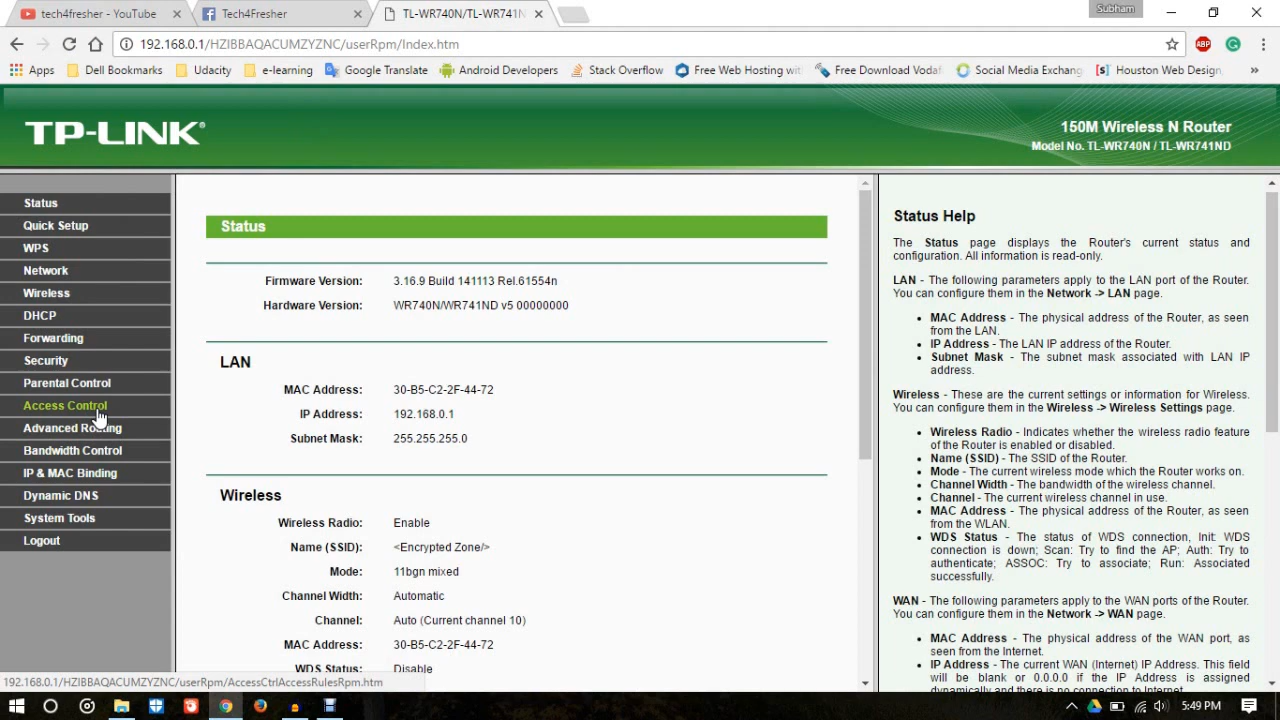 tech4fresher - YouTube
Tech4Fresher
TL-WR740N/TL-WR741N
Subham
192.168.0.1/HZIBBAQACUMZYZNC/userRpm/Index.htm
ABP
G
Apps
Dell Bookmarks
Udacity
e-learning
Google Translate
Android Developers
Stack Overflow
Free Web Hosting wit
Free Download Vodaf
Social Media Exchang
[s] Houston Web Design,
»
TP-LINK®
150M Wireless N Router
Model No. TL-WR740N / TL-WR741ND
Status
Quick Setup
WPS
Network
Wireless
DHCP
Forwarding
Security
Parental Control
Access Control
Advanced Routing
Bandwidth Control
IP & MAC Binding
Dynamic DNS
System Tools
Logout
Status
Firmware Version: 3.16.9 Build 141113 Rel.61554n
Hardware Version: WR740N/WR741ND v5 00000000
LAN
MAC Address: 30-B5-C2-2F-44-72
IP Address: 192.168.0.1
Subnet Mask: 255.255.255.0
Wireless
Wireless Radio: Enable
Name (SSID): <Encrypted Zone/>
Mode: 11bgn mixed
Channel Width: Automatic
Channel: Auto (Current channel 10)
MAC Address: 30-B5-C2-2F-44-72
WDS Status: Disable
Status Help
The Status page displays the Router's current status and
configuration. All information is read-only.
LAN - The following parameters apply to the LAN port of the Router.
You can configure them in the Network -> LAN page.
• MAC Address - The physical address of the Router, as seen
from the LAN.
• IP Address - The LAN IP address of the Router.
• Subnet Mask - The subnet mask associated with LAN IP
address.
Wireless - These are the current settings or information for Wireless.
You can configure them in the Wireless -> Wireless Settings page.
• Wireless Radio - Indicates whether the wireless radio feature
of the Router is enabled or disabled.
• Name (SSID) - The SSID of the Router.
• Mode - The current wireless mode which the Router works on.
• Channel Width - The bandwidth of the wireless channel.
• Channel - The current wireless channel in use.
• MAC Address - The physical address of the Router, as seen
from the WLAN.
• WDS Status - The status of WDS connection, Init: WDS
connection is down; Scan: Try to find the AP; Auth: Try to
authenticate; ASSOC: Try to associate; Run: Associated
successfully.
WAN - The following parameters apply to the WAN ports of the Router.
You can configure them in the Network -> WAN page.
• MAC Address - The physical address of the WAN port, as
seen from the Internet.
• IP Address - The current WAN (Internet) IP Address. This field
will be blank or 0.0.0.0 if the IP Address is assigned
dynamically and there is no connection to Internet.
192.168.0.1/HZIBBAQACUMZYZNC/userRpm/AccessCtrlAccessRulesRpm.htm
5:49 PM